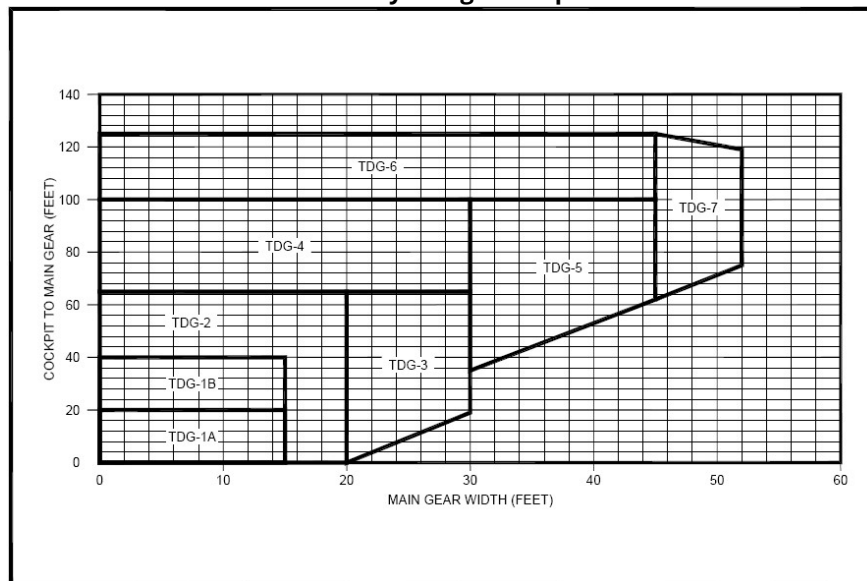 140
120
100
80
60
40
20
0
COCKPIT TO MAIN GEAR (FEET)
TDG-6
TDG-7
TDG-4
TDG-5
TDG-2
TDG-3
TDG-1B
TDG-1A
0 10 20 30 40 50 60
MAIN GEAR WIDTH (FEET)